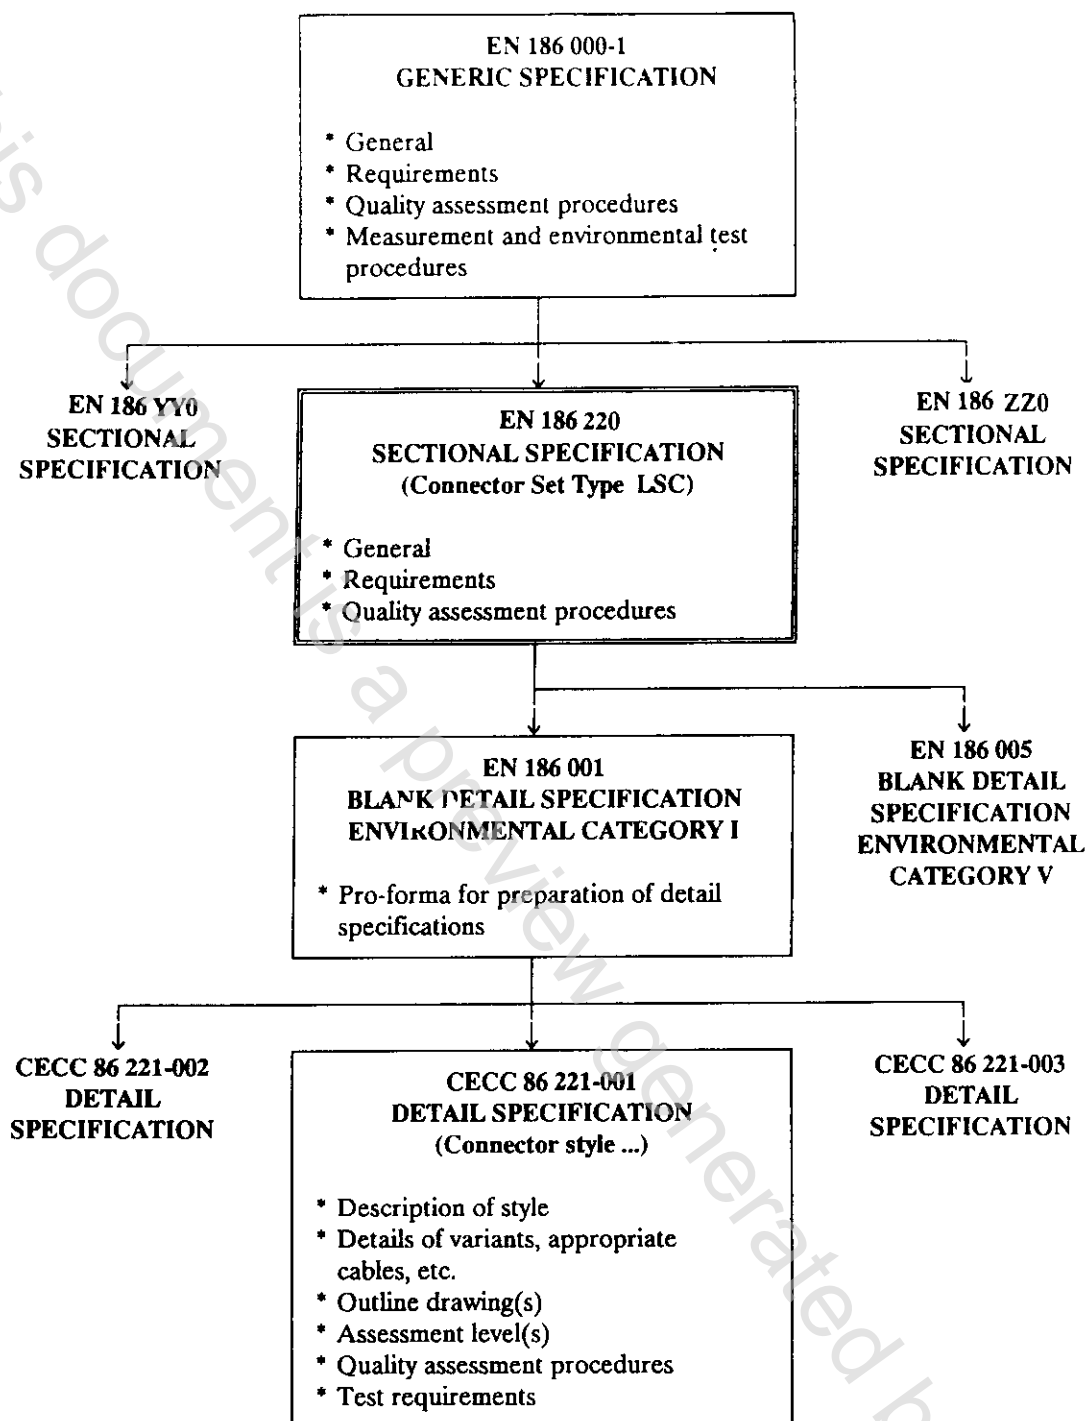 EN 186 000-1
GENERIC SPECIFICATION
* General
* Requirements
* Quality assessment procedures
* Measurement and environmental test
procedures
EN 186 YY0
SECTIONAL
SPECIFICATION
EN 186 220
SECTIONAL SPECIFICATION
(Connector Set Type LSC)
* General
* Requirements
* Quality assessment procedures
EN 186 ZZ0
SECTIONAL
SPECIFICATION
EN 186 001
BLANK DETAIL SPECIFICATION
ENVIRONMENTAL CATEGORY I
* Pro-forma for preparation of detail
specifications
EN 186 005
BLANK DETAIL
SPECIFICATION
ENVIRONMENTAL
CATEGORY V
CECC 86 221-002
DETAIL
SPECIFICATION
CECC 86 221-001
DETAIL SPECIFICATION
(Connector style ...)
* Description of style
* Details of variants, appropriate
cables, etc.
* Outline drawing(s)
* Assessment level(s)
* Quality assessment procedures
* Test requirements
CECC 86 221-003
DETAIL
SPECIFICATION
document is a preview generated